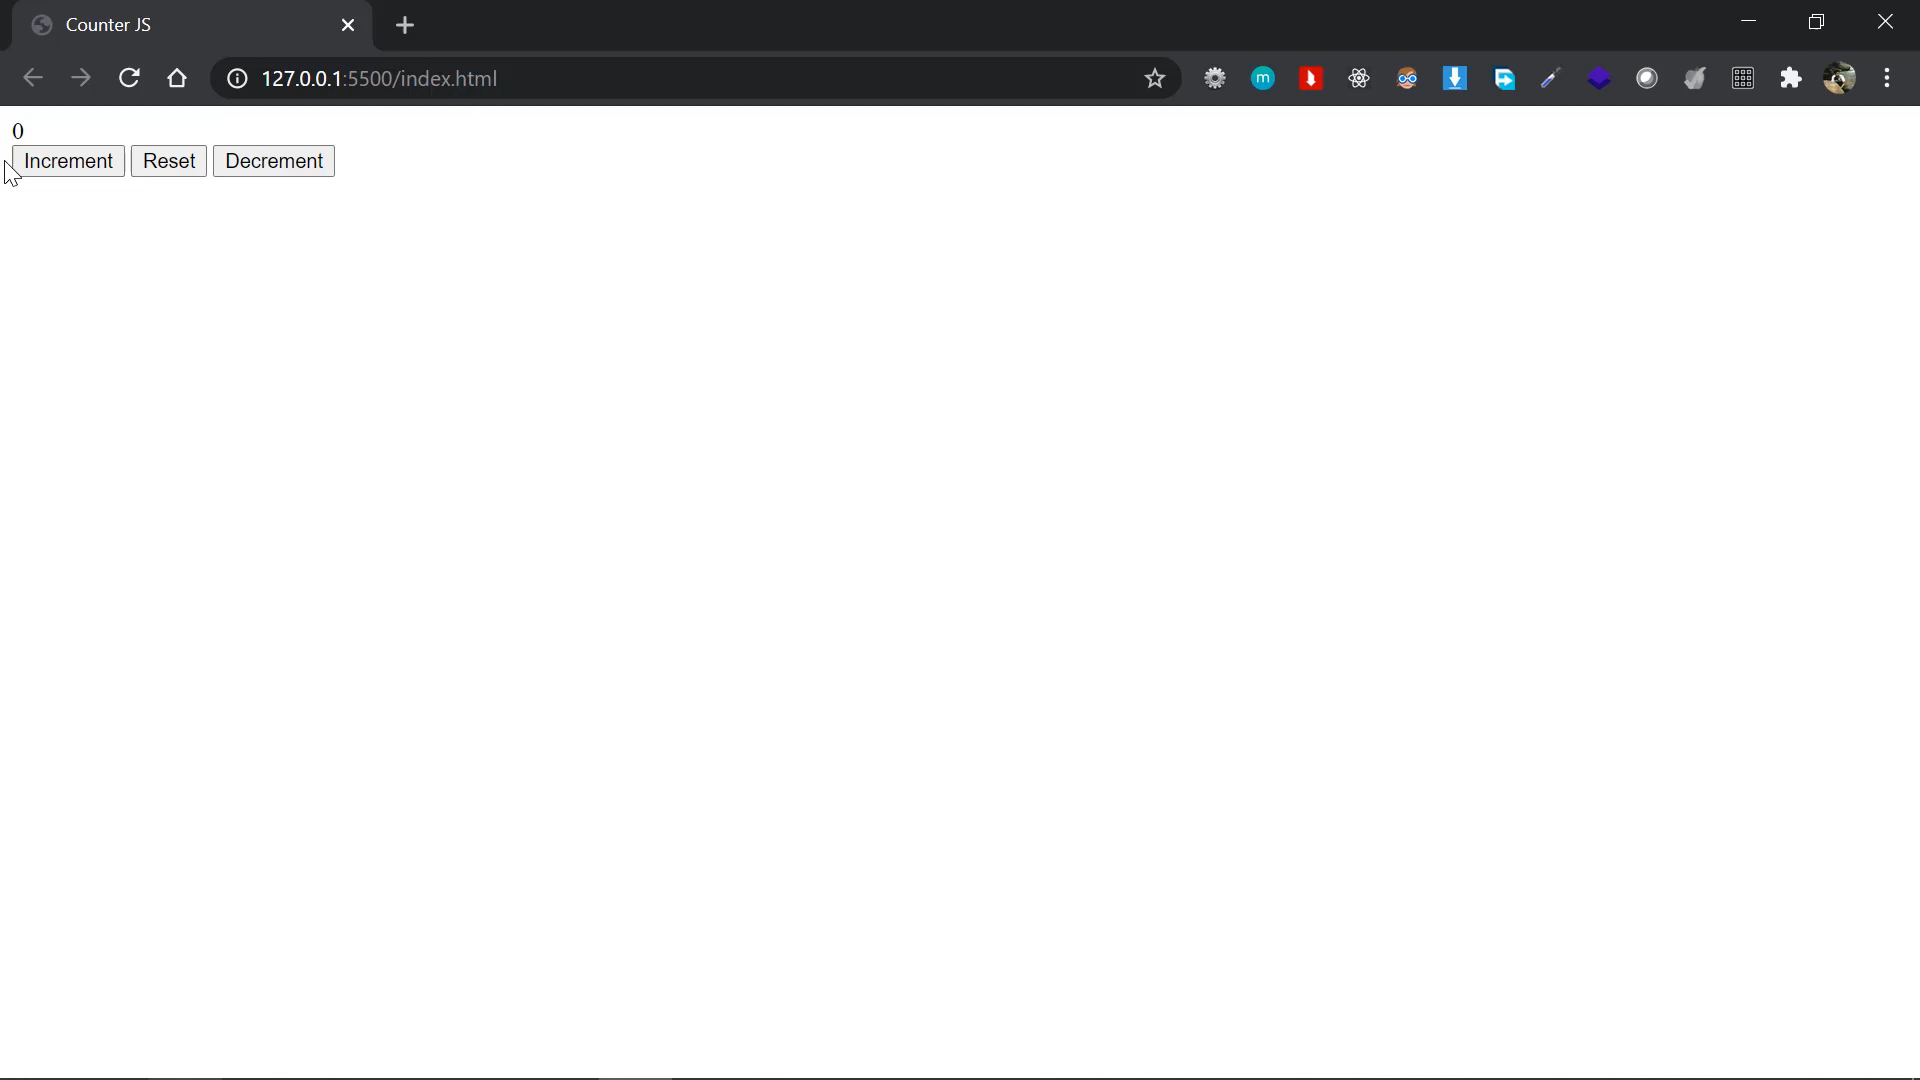 Counter JS
127.0.0.1:5500/index.html
m
0
Increment Reset Decrement